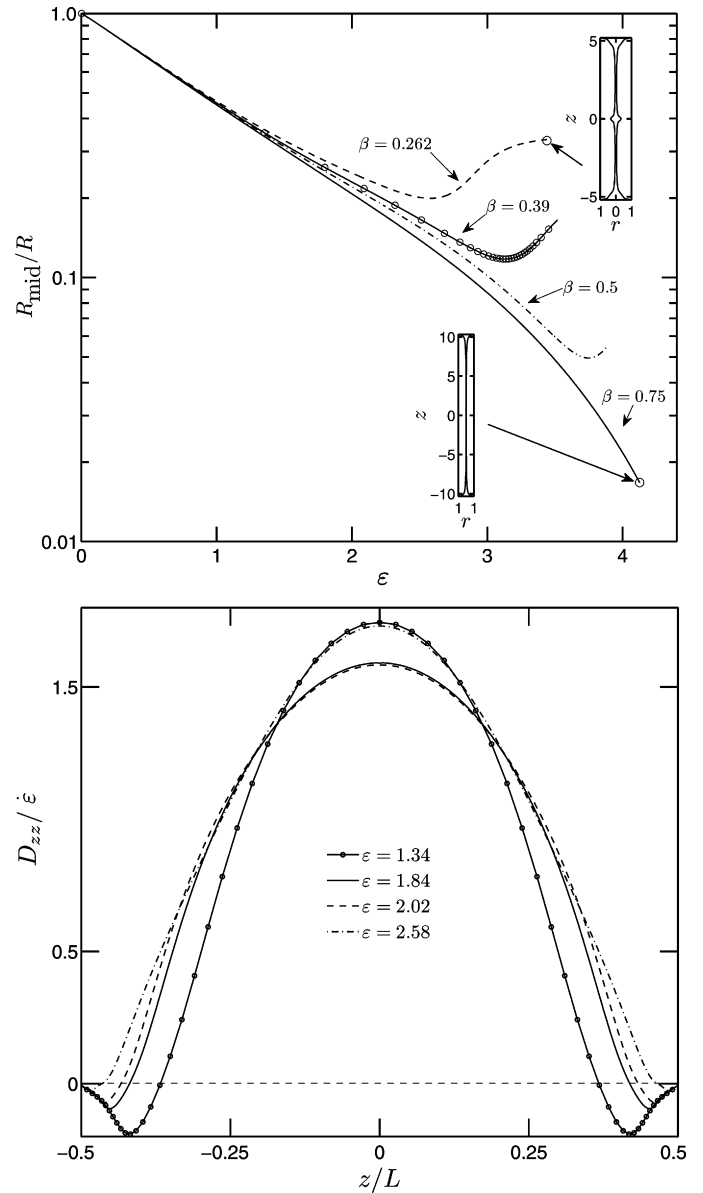 1.0
0.1
0.01
R_mid/R
0 1 2 3 4
ε
β = 0.262
β = 0.39
β = 0.5
β = 0.75
5
0
−5
z
1 0 1
r
10
5
0
−5
−10
z
1 1
r
1.5
0.5
0
D_zz/ ε̇
ε = 1.34
ε = 1.84
ε = 2.02
ε = 2.58
−0.5 −0.25 0 0.25 0.5
z/L